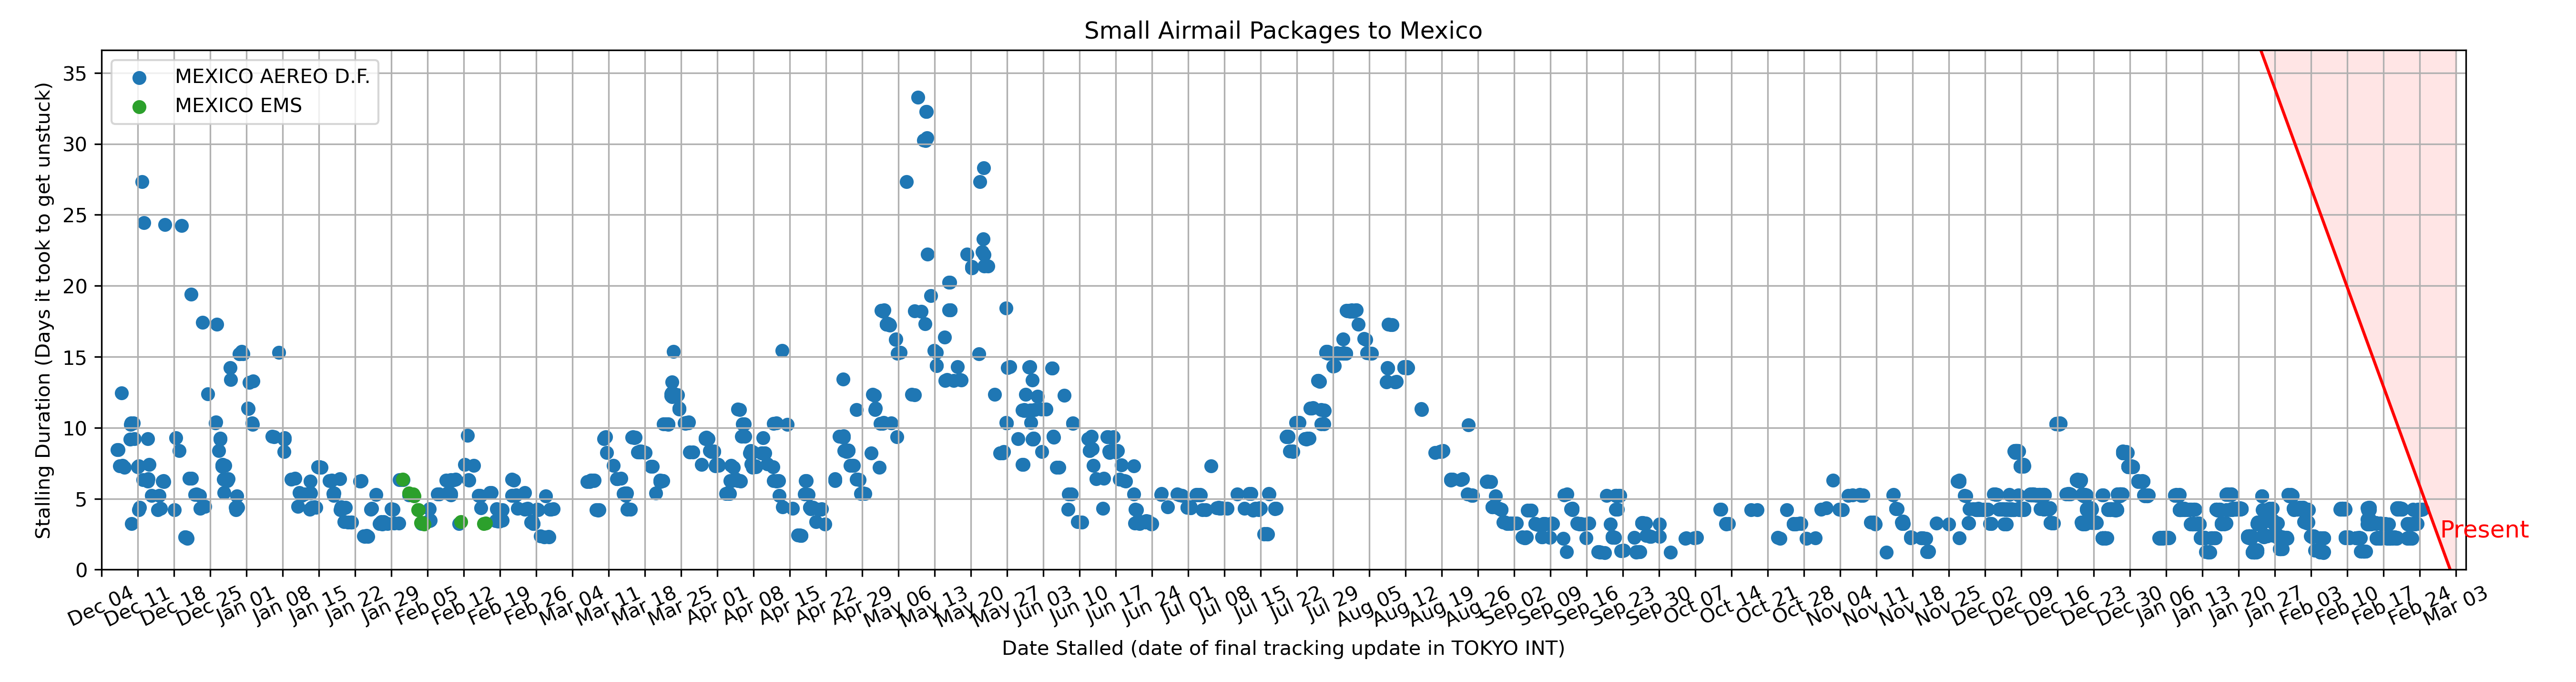 Small Airmail Packages to Mexico
MEXICO AEREO D.F.
MEXICO EMS
Stalling Duration (Days it took to get unstuck)
35
30
25
20
15
10
5
0
Present
Dec 04
Dec 11
Dec 18
Dec 25
Jan 01
Jan 08
Jan 15
Jan 22
Jan 29
Feb 05
Feb 12
Feb 19
Feb 26
Mar 04
Mar 11
Mar 18
Mar 25
Apr 01
Apr 08
Apr 15
Apr 22
Apr 29
May 06
May 13
May 20
May 27
Jun 03
Jun 10
Jun 17
Jun 24
Jul 01
Jul 08
Jul 15
Jul 22
Jul 29
Aug 05
Aug 12
Aug 19
Aug 26
Sep 02
Sep 09
Sep 16
Sep 23
Sep 30
Oct 07
Oct 14
Oct 21
Oct 28
Nov 04
Nov 11
Nov 18
Nov 25
Dec 02
Dec 09
Dec 16
Dec 23
Dec 30
Jan 06
Jan 13
Jan 20
Jan 27
Feb 03
Feb 10
Feb 17
Feb 24
Mar 03
Date Stalled (date of final tracking update in TOKYO INT)